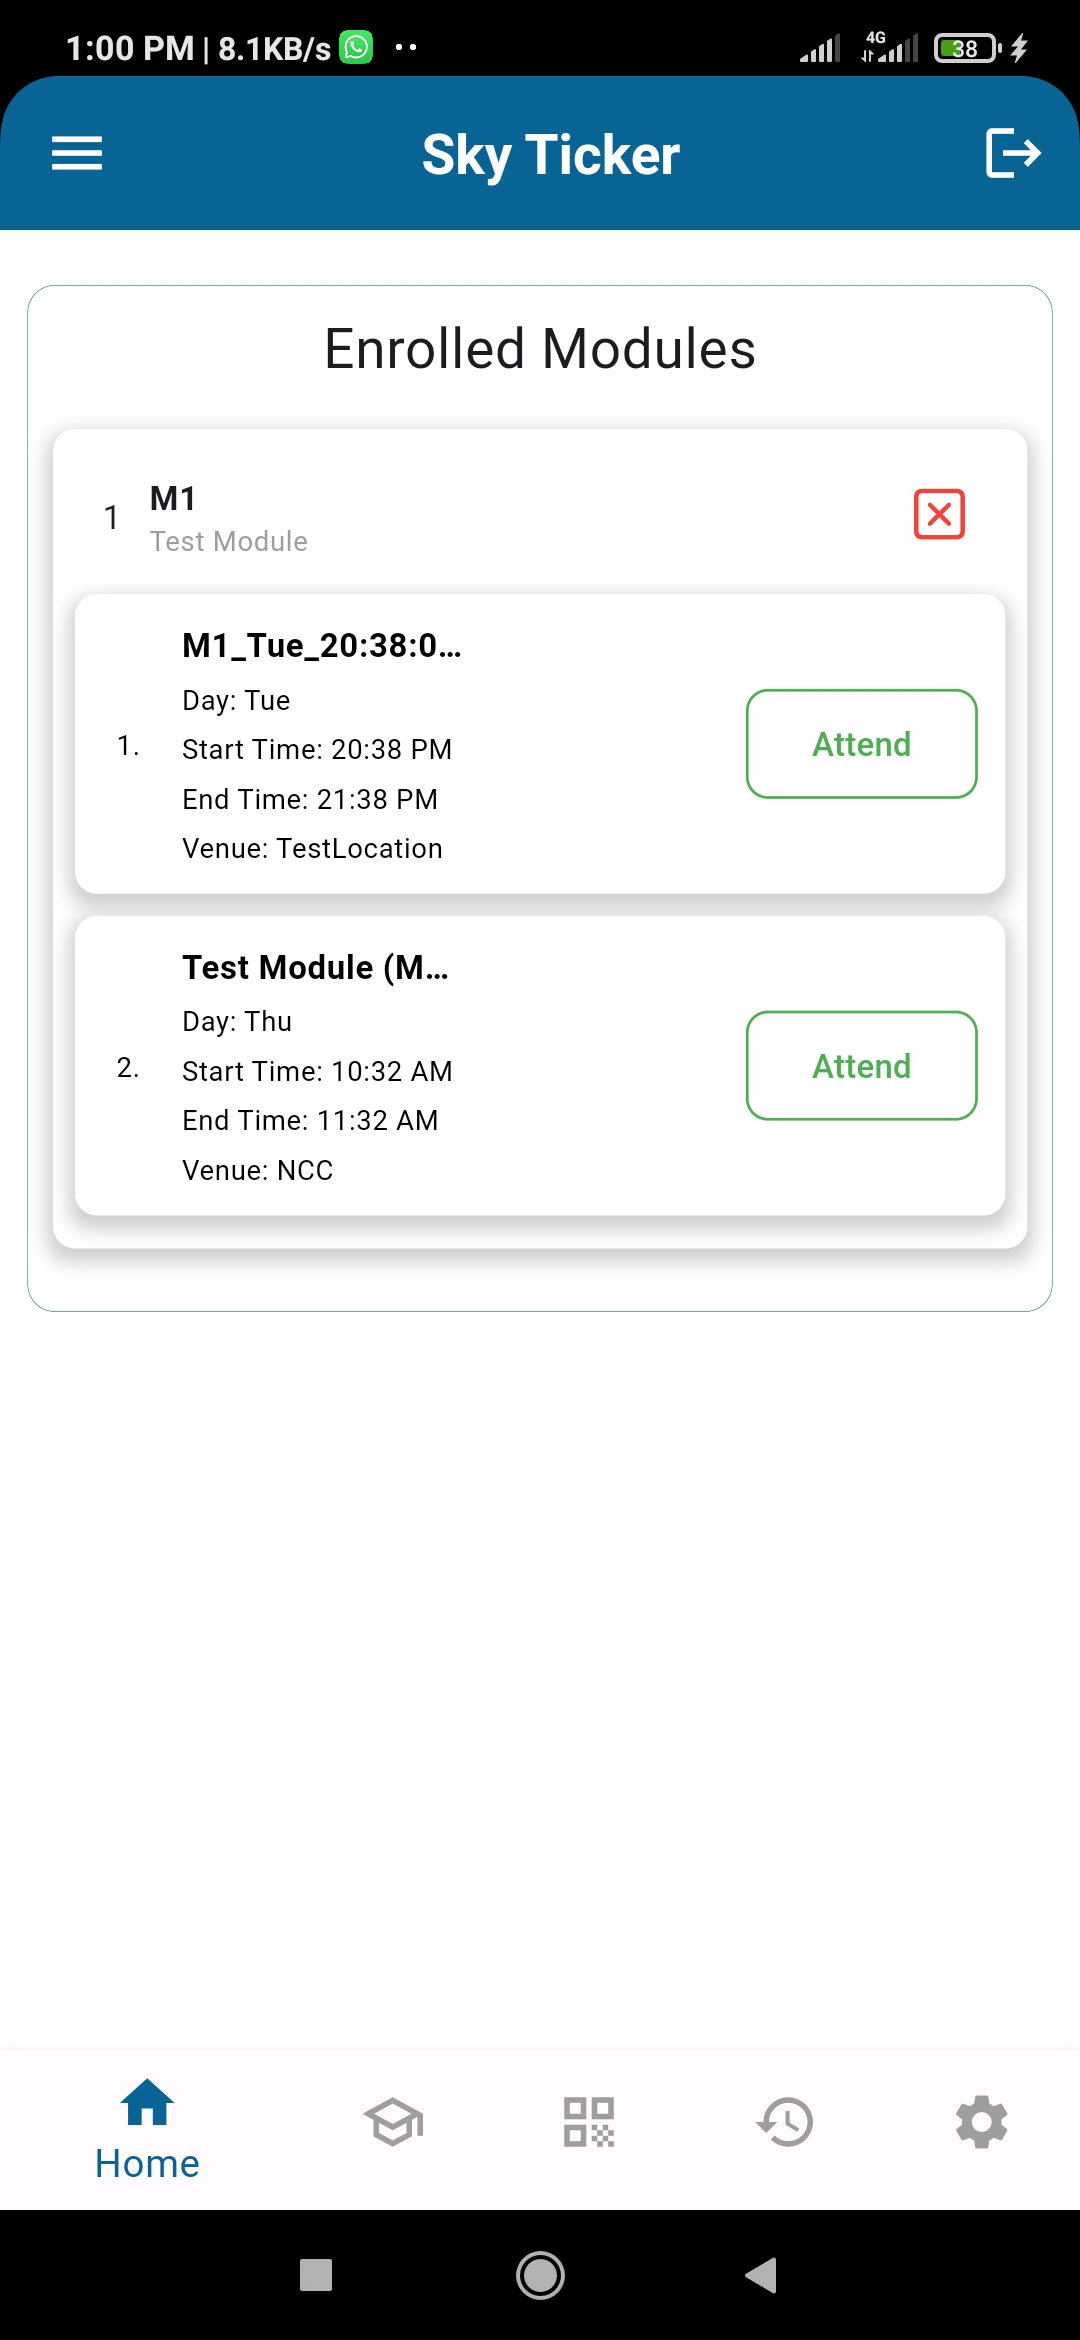 1:00 PM | 8.1KB/s
4G
38
Sky Ticker
Enrolled Modules
1
M1
Test Module
M1_Tue_20:38:0...
Day: Tue
1.
Start Time: 20:38 PM
End Time: 21:38 PM
Venue: TestLocation
Attend
Test Module (M...
Day: Thu
2.
Start Time: 10:32 AM
End Time: 11:32 AM
Venue: NCC
Attend
Home